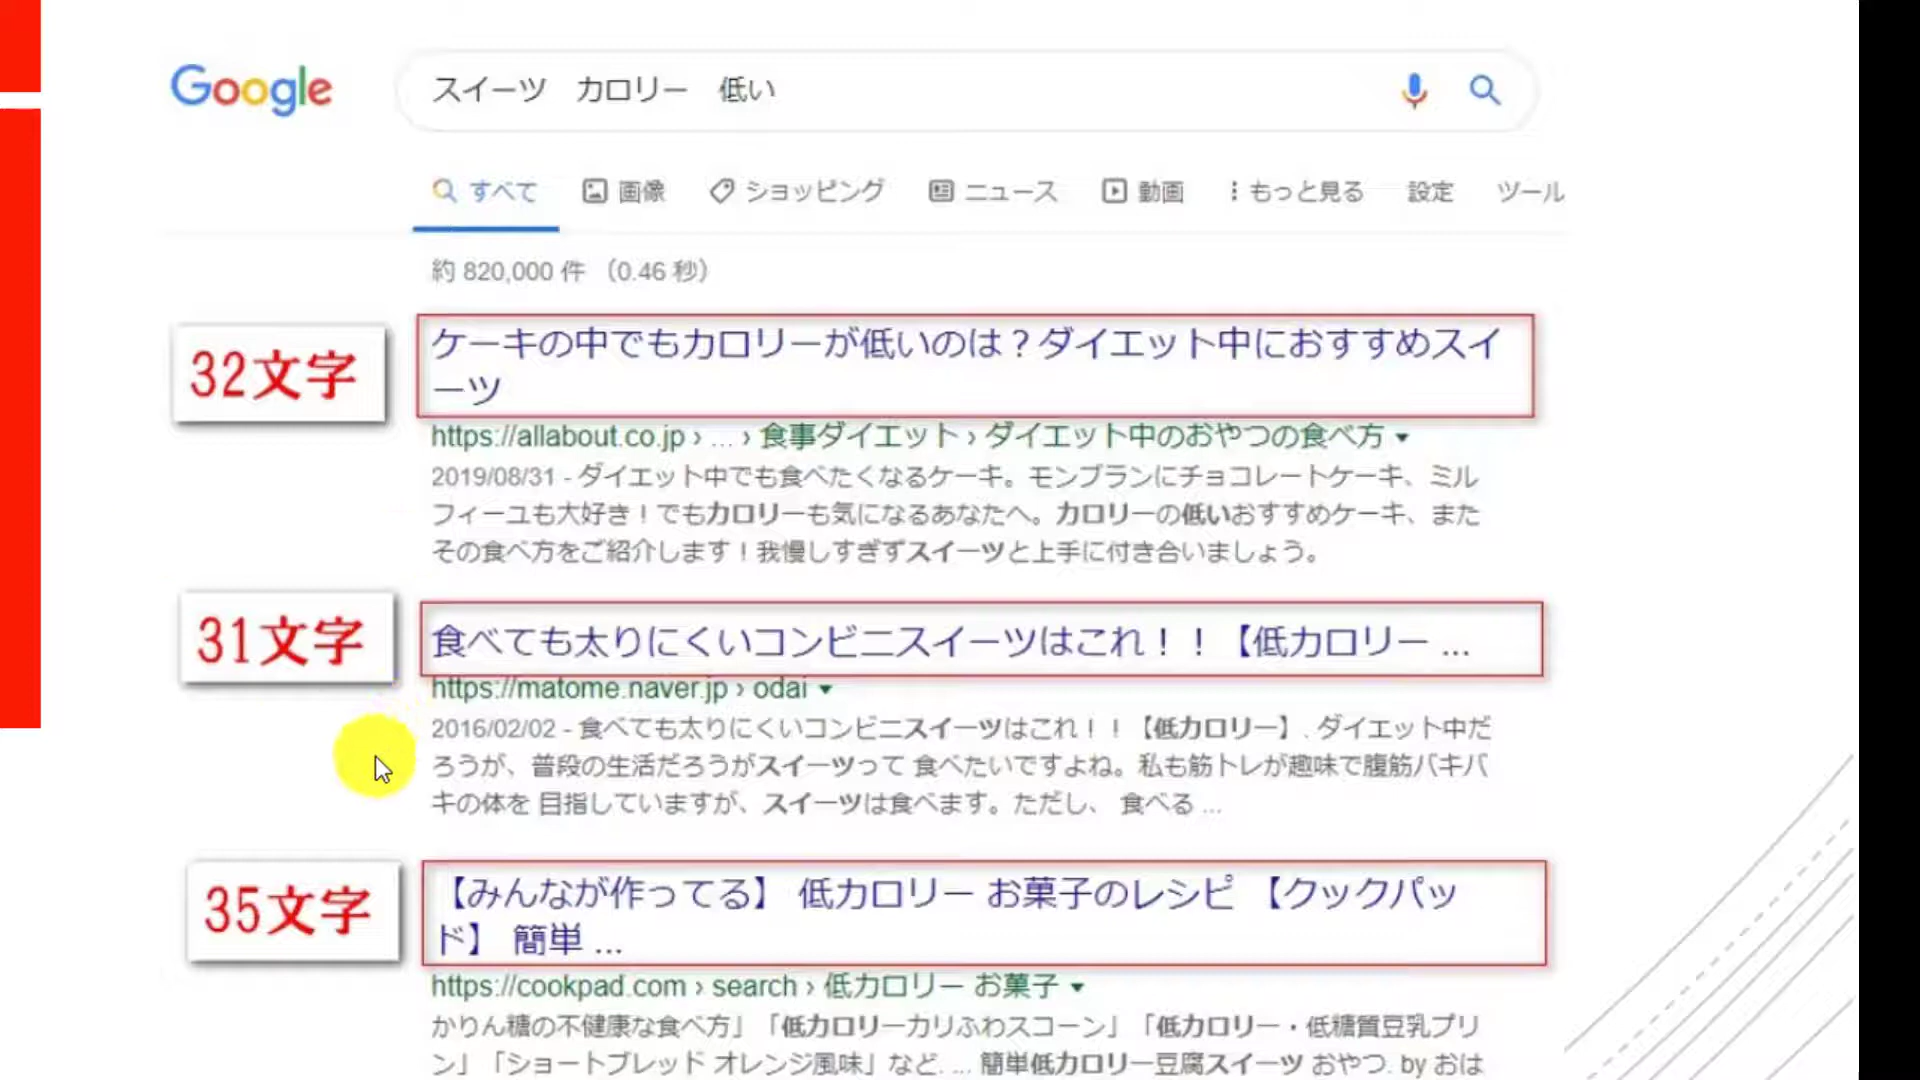 Google
スイーツ　カロリー　低い
すべて 画像 ショッピング ニュース 動画 もっと見る 設定 ツール
約 820,000 件 （0.46 秒）
32文字
ケーキの中でもカロリーが低いのは？ダイエット中におすすめスイ
ーツ
https://allabout.co.jp › ... › 食事ダイエット › ダイエット中のおやつの食べ方
2019/08/31 - ダイエット中でも食べたくなるケーキ。モンブランにチョコレートケーキ、ミル
フィーユも大好き！でもカロリーも気になるあなたへ。カロリーの低いおすすめケーキ、また
その食べ方をご紹介します！我慢しすぎずスイーツと上手に付き合いましょう。
31文字
食べても太りにくいコンビニスイーツはこれ！！【低カロリー ...
https://matome.naver.jp › odai
2016/02/02 - 食べても太りにくいコンビニスイーツはこれ！！【低カロリー】. ダイエット中だ
ろうが、普段の生活だろうがスイーツって 食べたいですよね。私も筋トレが趣味で腹筋バキバ
キの体を 目指していますが、スイーツは食べます。ただし、 食べる ...
35文字
【みんなが作ってる】 低カロリー お菓子のレシピ 【クックパッ
ド】 簡単 ...
https://cookpad.com › search › 低カロリー お菓子
かりん糖の不健康な食べ方」「低カロリーカリふわスコーン」「低カロリー・低糖質豆乳プリ
ン」「ショートブレッド オレンジ風味」など. ... 簡単低カロリー豆腐スイーツ おやつ. by おは